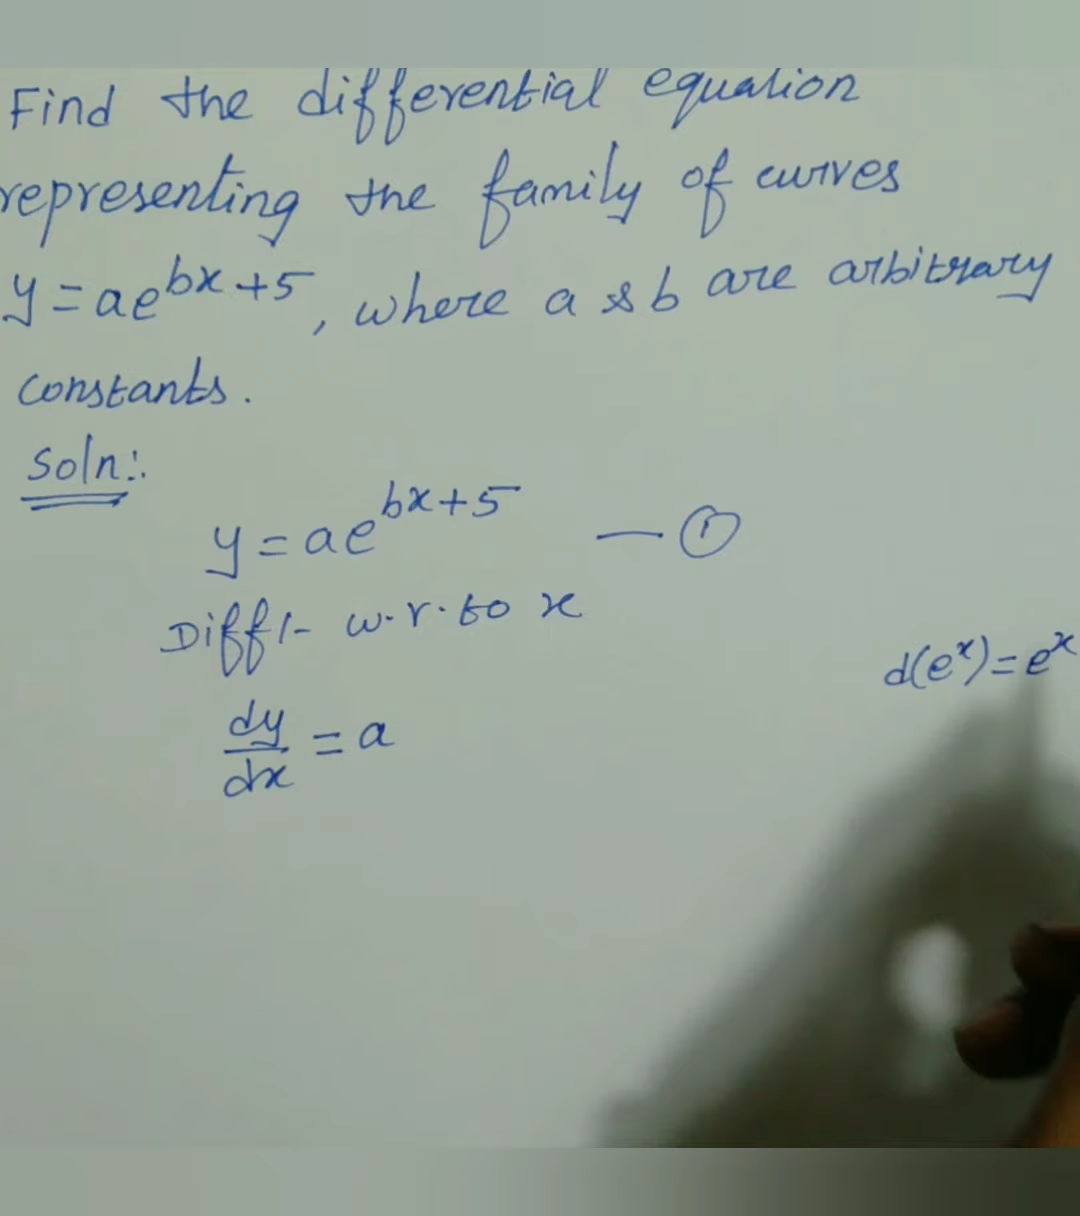 Find the differential equation
representing the family of curves
y = ae^{bx+5}, where a & b are arbitrary
constants.
Soln:.
y = ae^{bx+5} — ①
Diff/- w.r.to x
d(e^x) = e^x
dy/dx = a